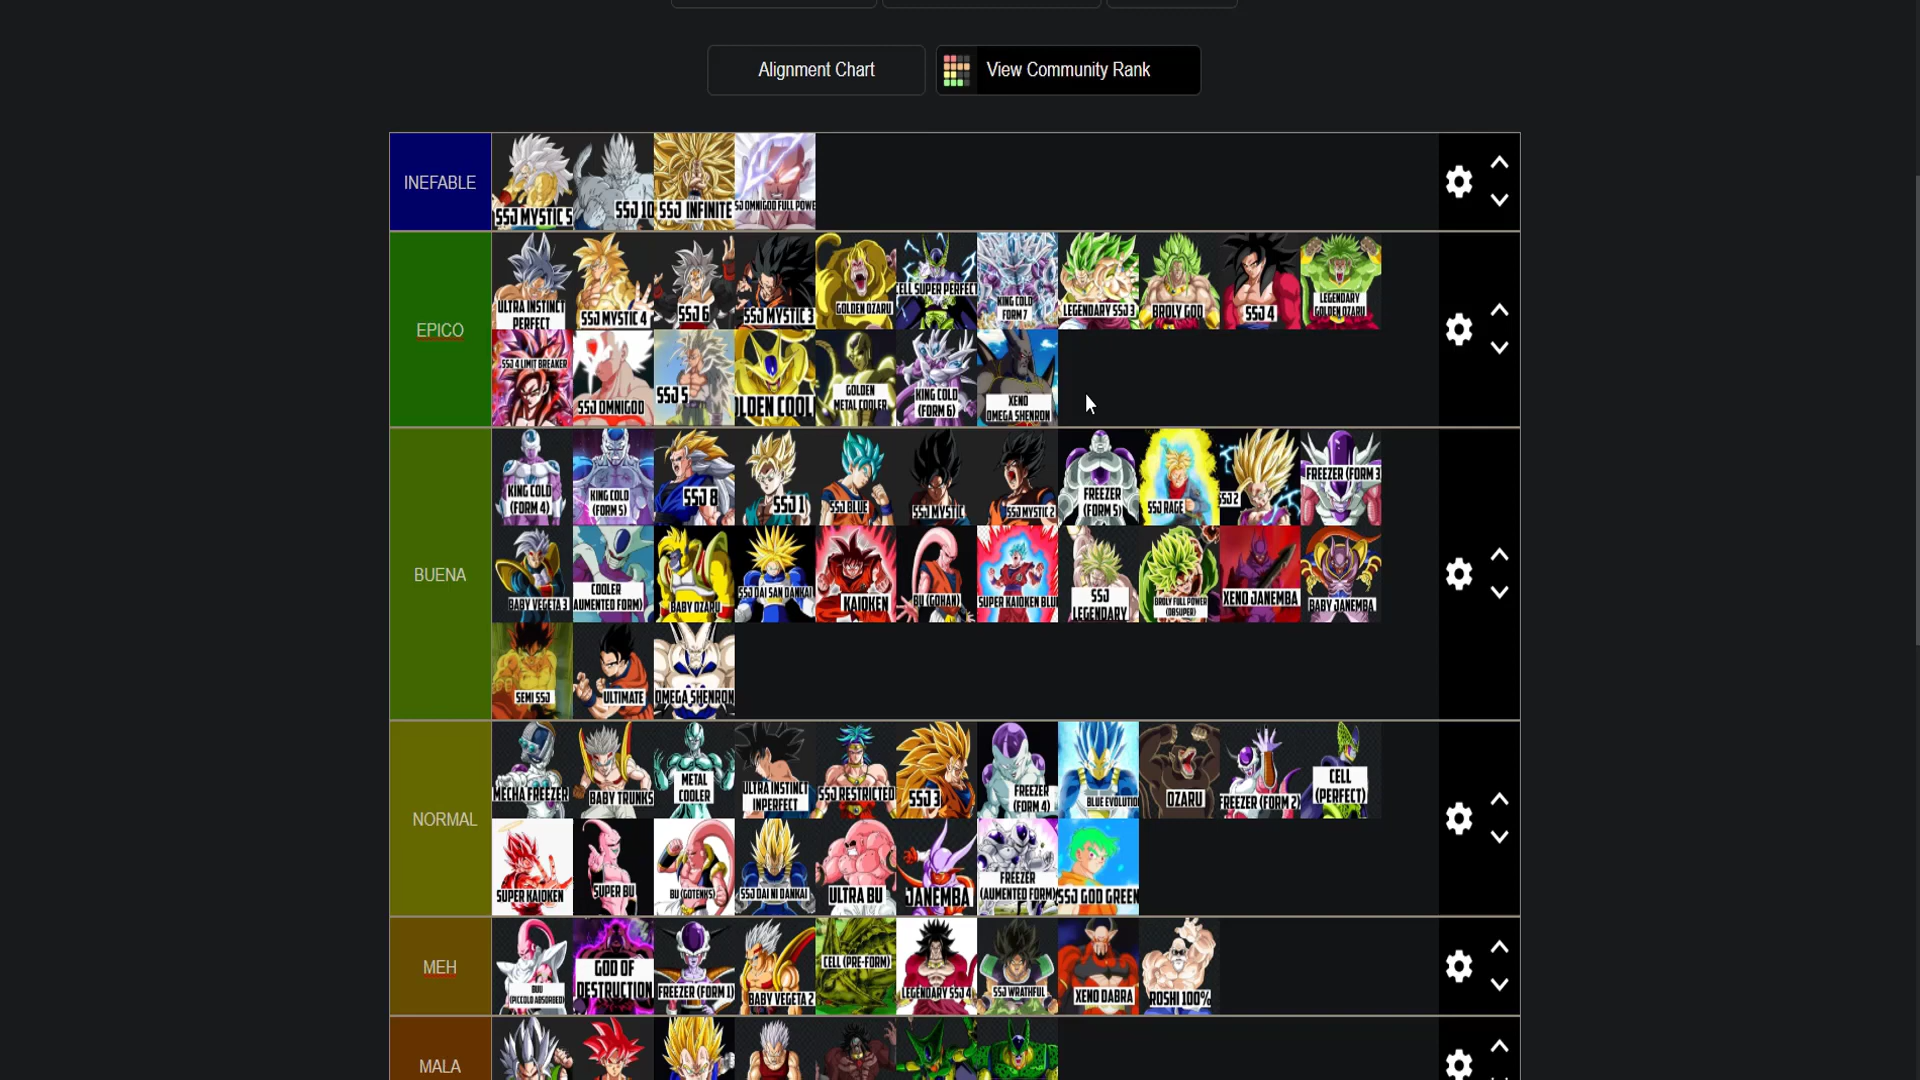 Alignment Chart
View Community Rank
INEFABLE
SSJ MYSTIC 5
SSJ 10
SSJ INFINITE
SJ OMNIGOD FULL POWE
EPICO
ULTRA INSTINCT
PERFECT
SSJ MYSTIC 4
SSJ 6
SSJ MYSTIC 3
GOLDEN OZARU
CELL SUPER PERFECT
KING COLD
FORM 7
LEGENDARY SSJ 3
BROLY GOD
SSJ 4
LEGENDARY
GOLDEN OZARU
SSJ 4 LIMIT BREAKER
SSJ OMNIGOD
SSJ 5
LDEN COOL
GOLDEN
METAL COOLER
KING COLD
(FORM 6)
XENO
OMEGA SHENRON
BUENA
KING COLD
(FORM 4)
KING COLD
(FORM 5)
SSJ 8
SSJ 1
SSJ BLUE
SSJ MYSTIC
SSJ MYSTIC 2
FREEZER
(FORM 5)
SSJ RAGE
SSJ 2
FREEZER (FORM 3
BABY VEGETA 3
COOLER
AUMENTED FORM)
BABY OZARU
SSJ DAI SAN DANKAI
KAIOKEN
BU (GOHAN)
SUPER KAIOKEN BLUE
SSJ
LEGENDARY
BROLY FULL POWER
(DBSUPER)
XENO JANEMBA
BABY JANEMBA
SEMI SSJ
ULTIMATE
OMEGA SHENRON
NORMAL
MECHA FREEZER
BABY TRUNKS
METAL
COOLER
ULTRA INSTINCT
INPERFECT
SSJ RESTRICTED
SSJ 3
FREEZER
(FORM 4)
BLUE EVOLUTION
OZARU
FREEZER (FORM 2)
CELL
(PERFECT)
SUPER KAIOKEN
SUPER BU
BU (GOTENKS)
SSJ DAI NI DANKAI
ULTRA BU
JANEMBA
FREEZER
(AUMENTED FORM)
SSJ GOD GREEN
MEH
BUU
(PICCOLO ABSORBED)
GOD OF
DESTRUCTION
FREEZER (FORM 1)
BABY VEGETA 2
CELL (PRE-FORM)
LEGENDARY SSJ 4
SSJ WRATHFUL
XENO DABRA
ROSHI 100%
MALA